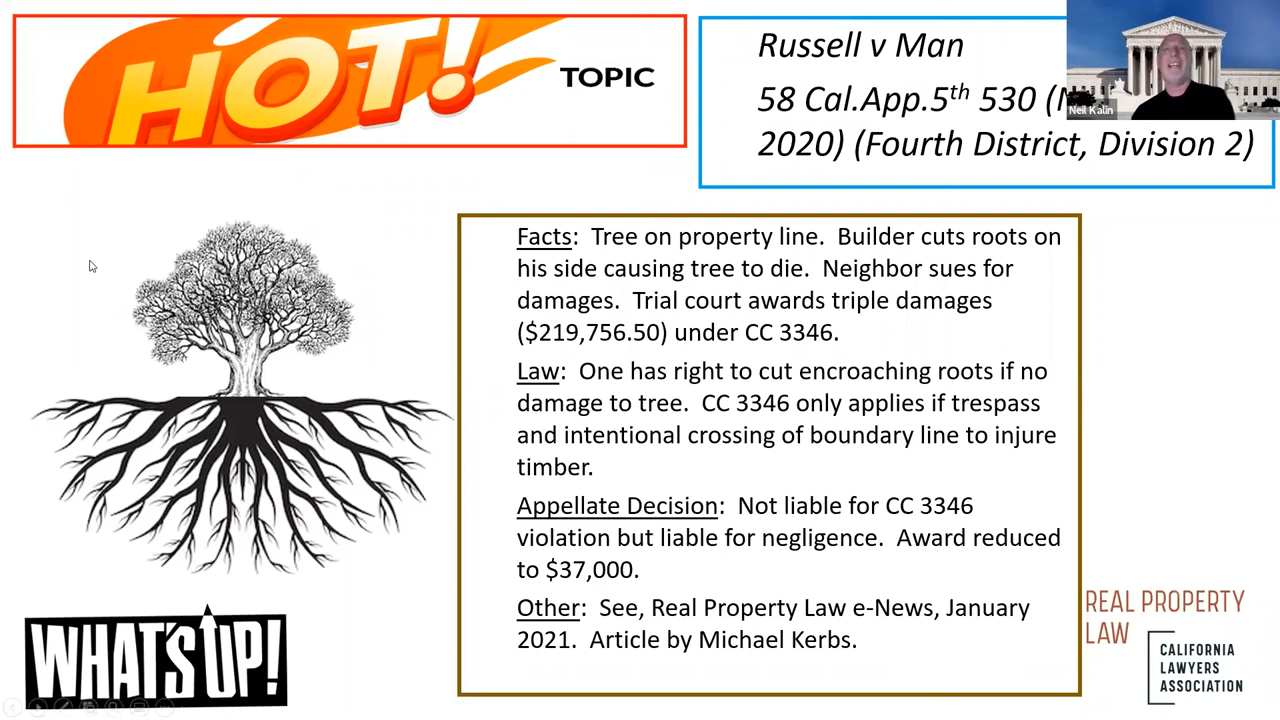 HOT!
TOPIC
Russell v Man
58 Cal.App.5th 530 (
2020) (Fourth District, Division 2)
Neil Kalin
Facts: Tree on property line. Builder cuts roots on
his side causing tree to die. Neighbor sues for
damages. Trial court awards triple damages
($219,756.50) under CC 3346.
Law: One has right to cut encroaching roots if no
damage to tree. CC 3346 only applies if trespass
and intentional crossing of boundary line to injure
timber.
Appellate Decision: Not liable for CC 3346
violation but liable for negligence. Award reduced
to $37,000.
Other: See, Real Property Law e-News, January
2021. Article by Michael Kerbs.
WHAT'S UP!
REAL PROPERTY
LAW
CALIFORNIA
LAWYERS
ASSOCIATION